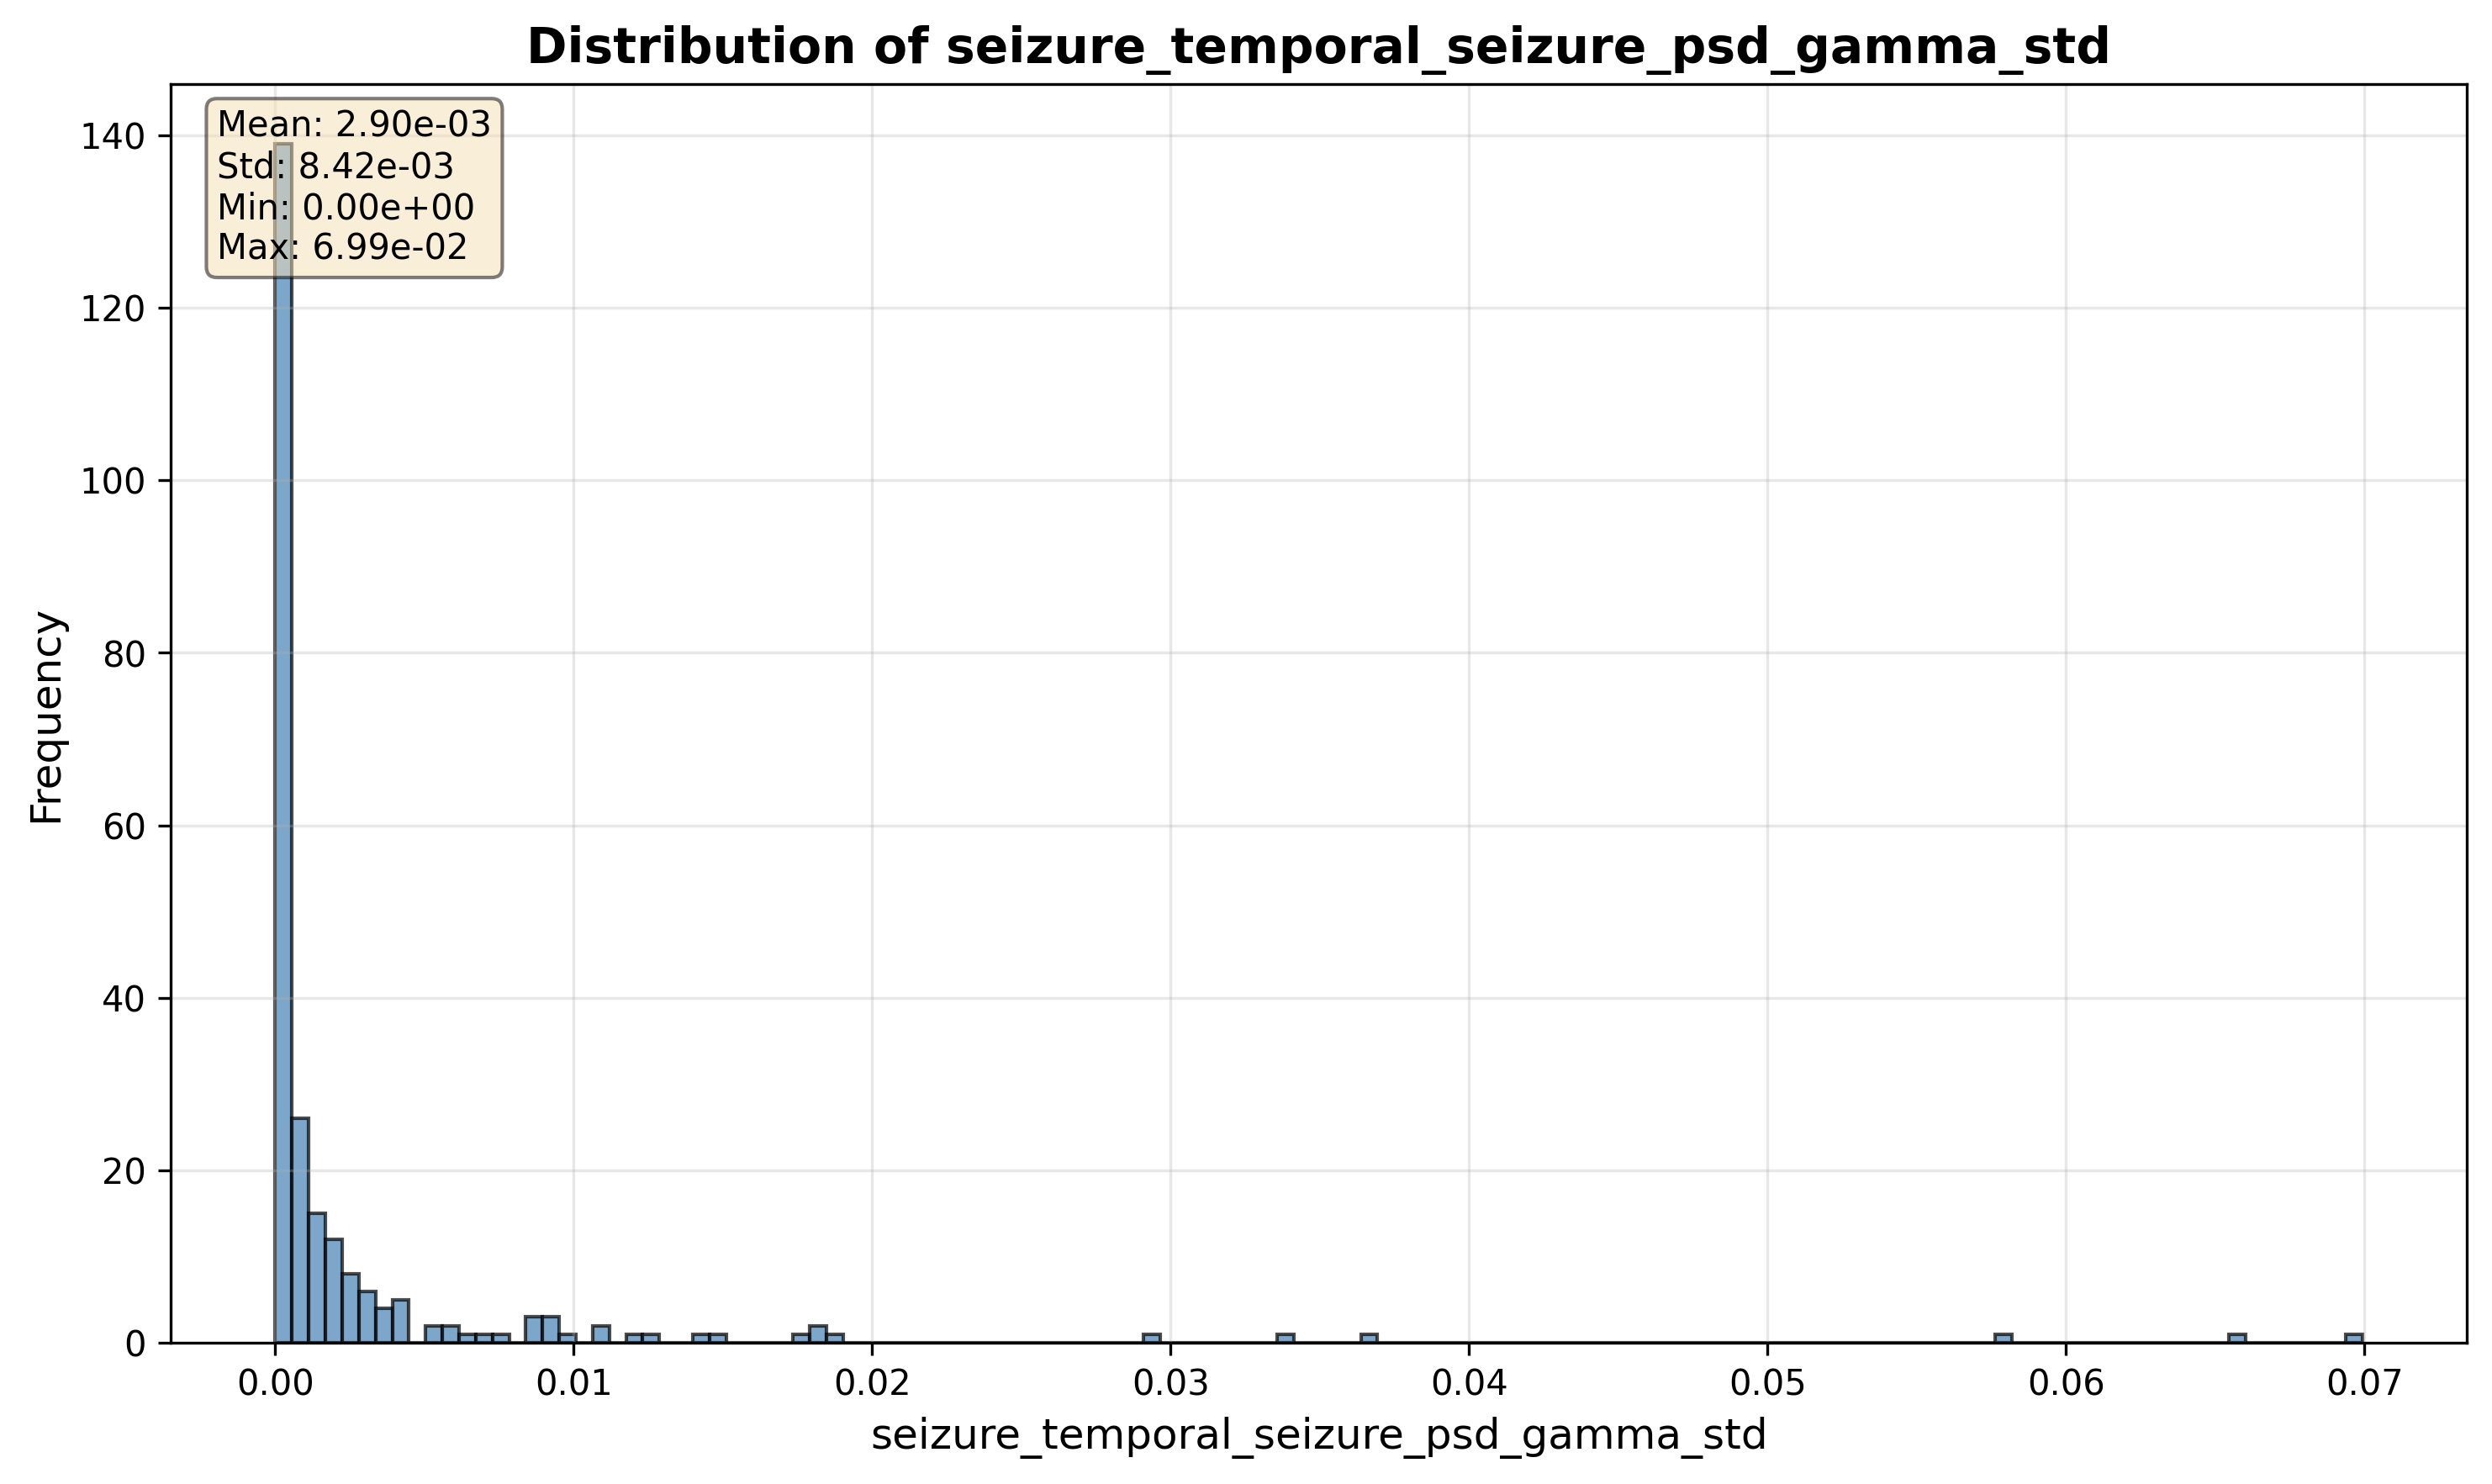 Distribution of seizure_temporal_seizure_psd_gamma_std
Mean: 2.90e-03
Std: 8.42e-03
Min: 0.00e+00
Max: 6.99e-02
140
120
100
80
60
40
20
0
Frequency
0.00 0.01 0.02 0.03 0.04 0.05 0.06 0.07
seizure_temporal_seizure_psd_gamma_std